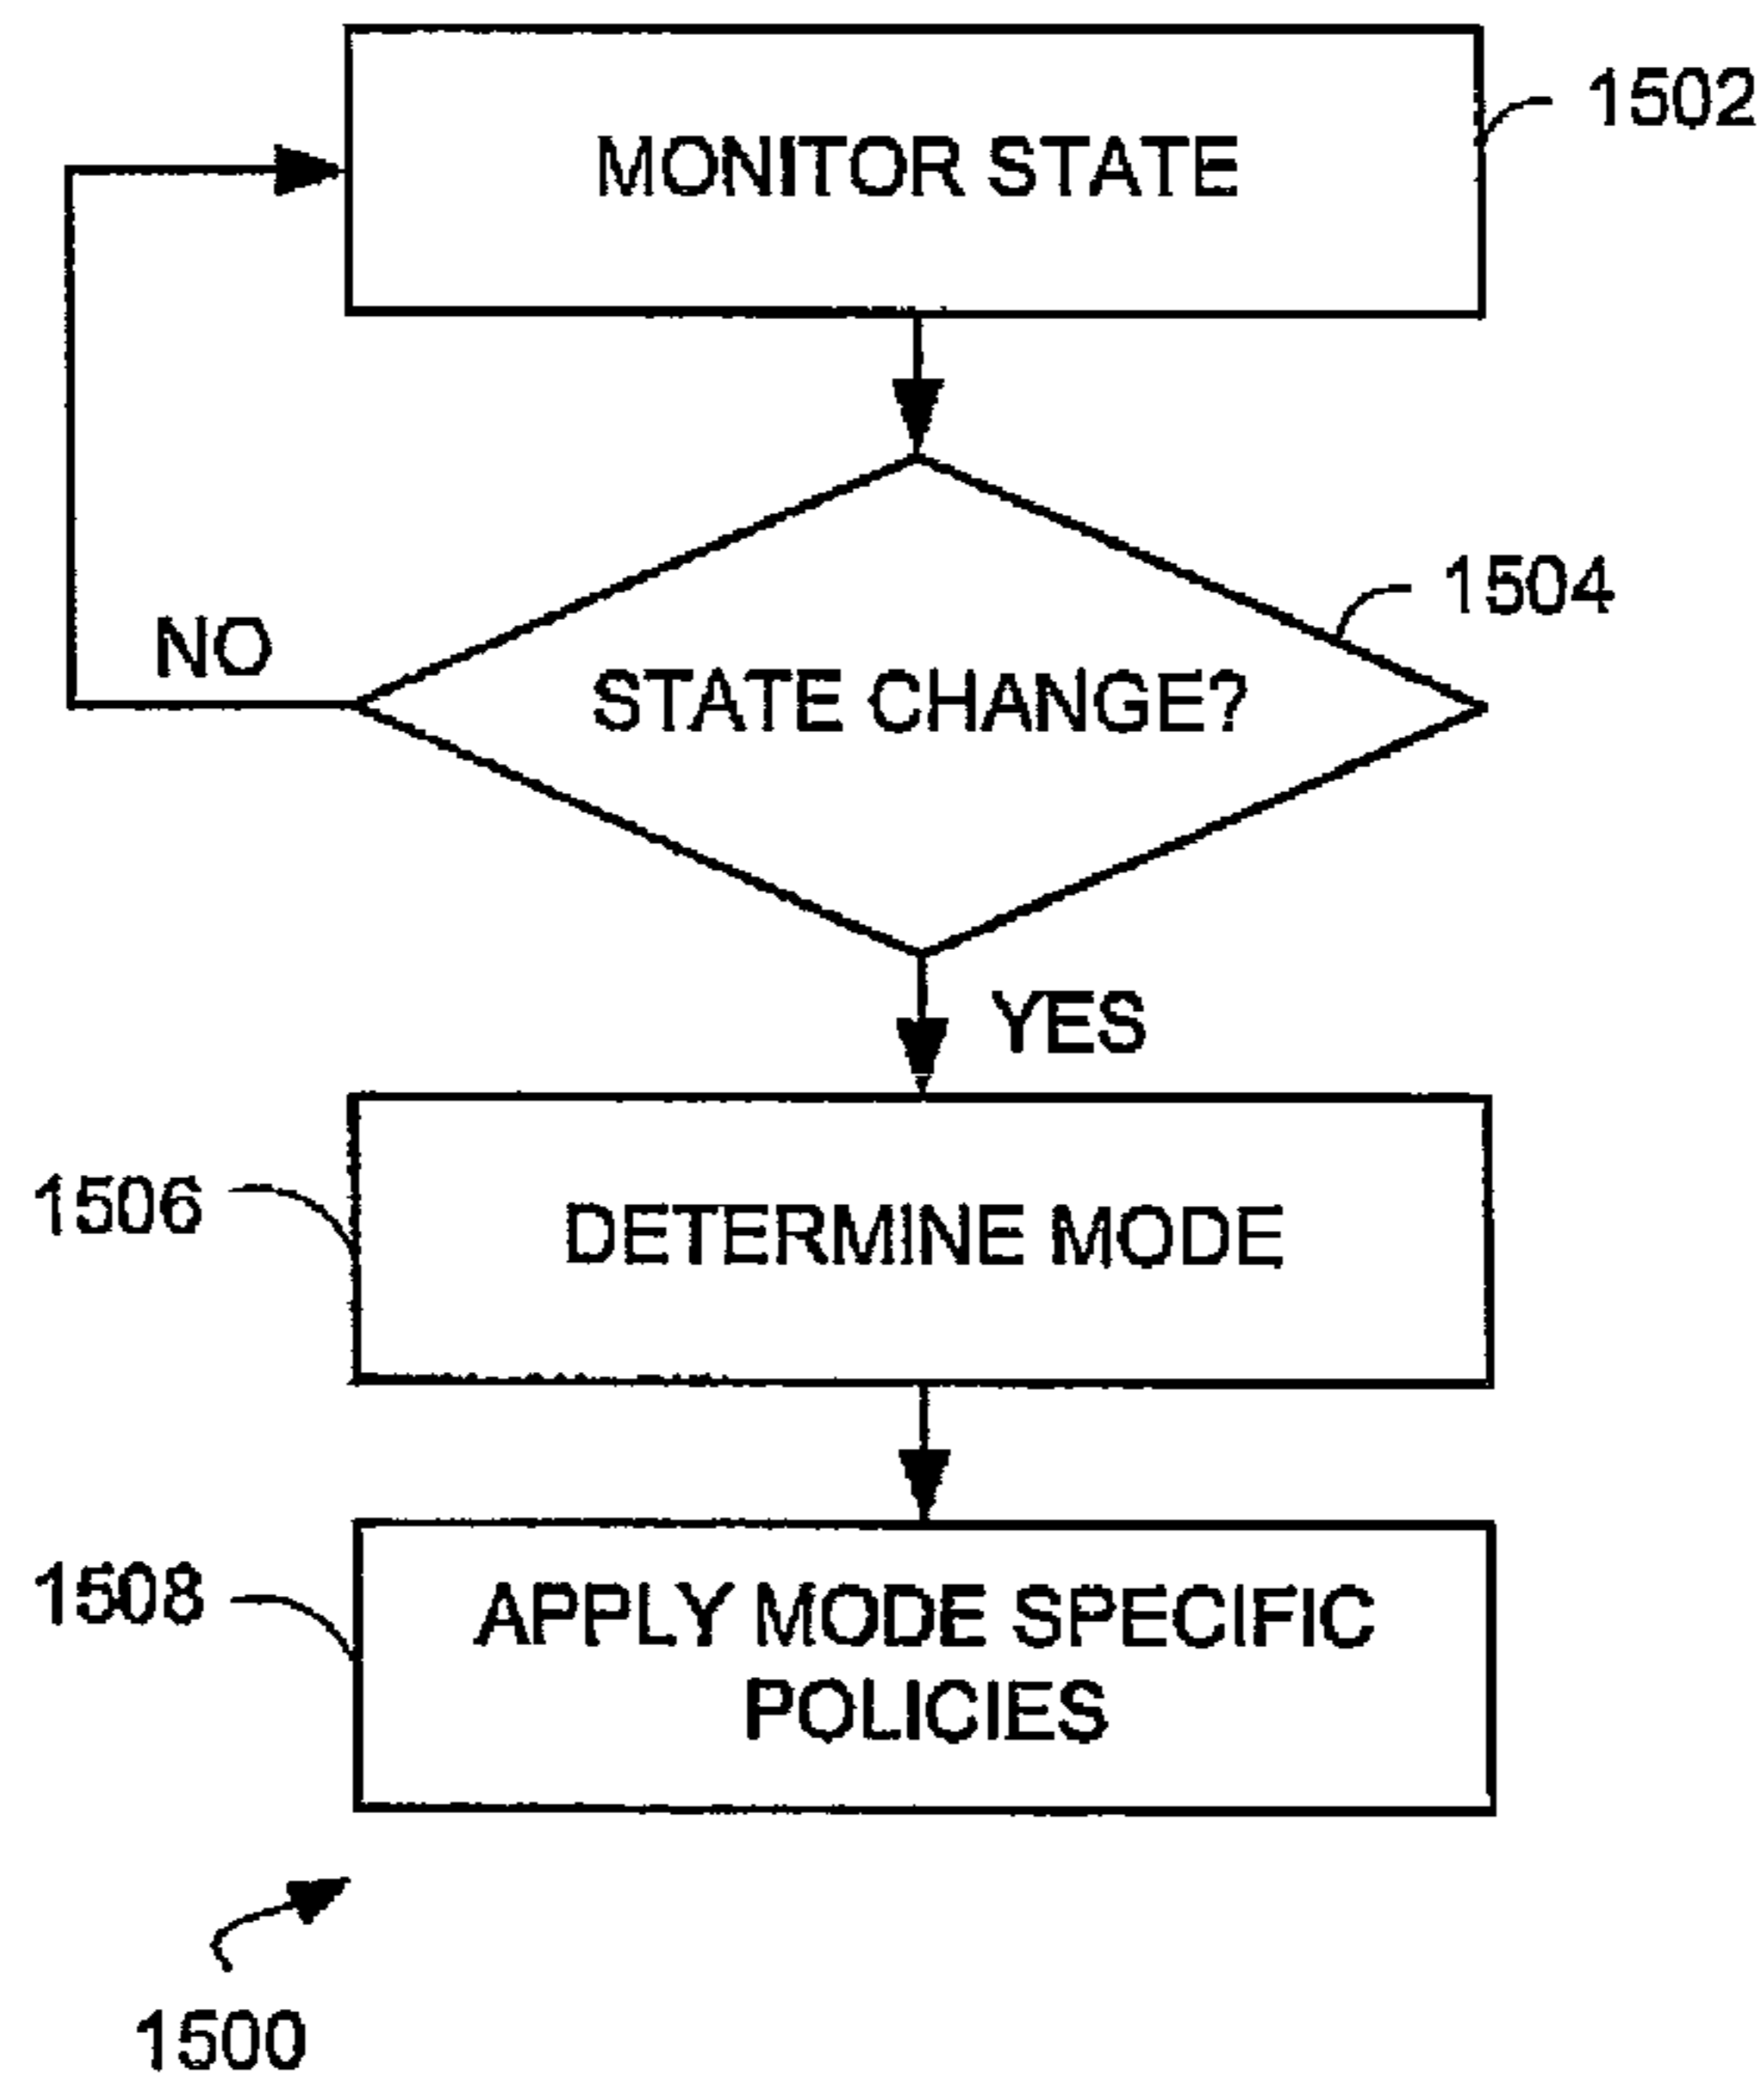 1502
MONITOR STATE
1504
NO
STATE CHANGE?
YES
1506
DETERMINE MODE
1508
APPLY MODE SPECIFIC
POLICIES
1500